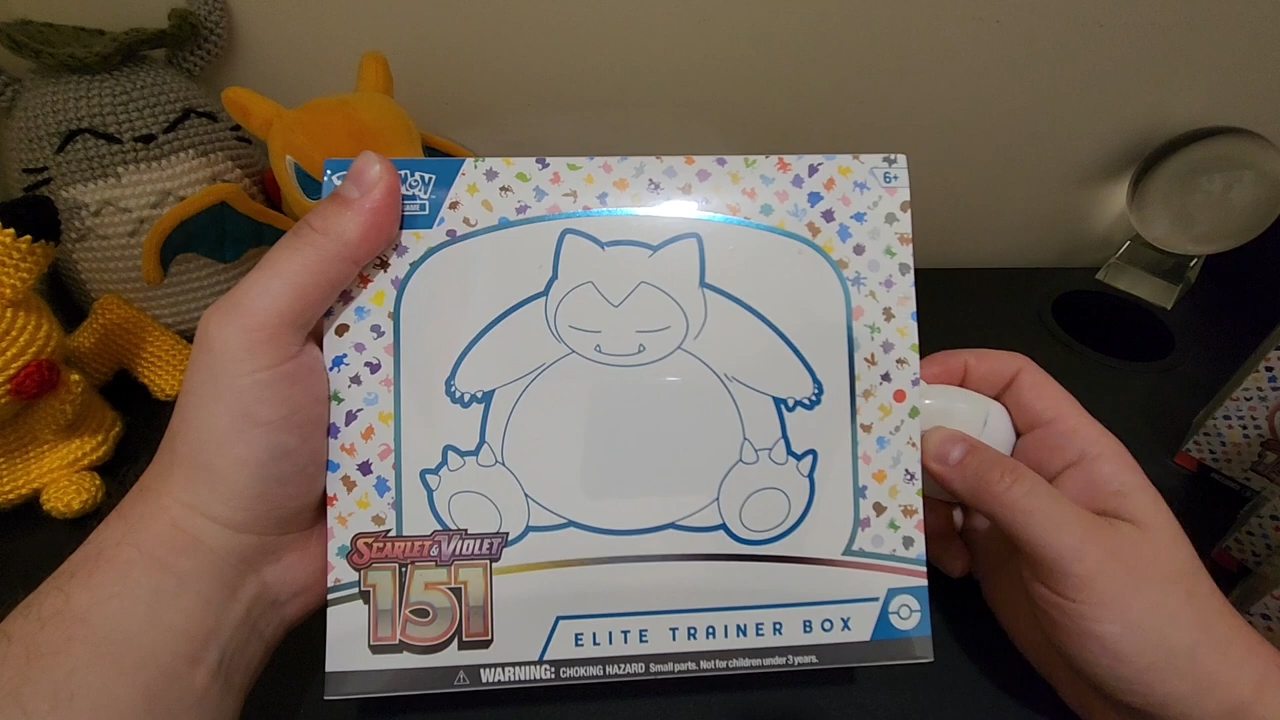 6+
SCARLET & VIOLET
151
ELITE TRAINER BOX
WARNING: CHOKING HAZARD Small parts. Not for children under 3 years.